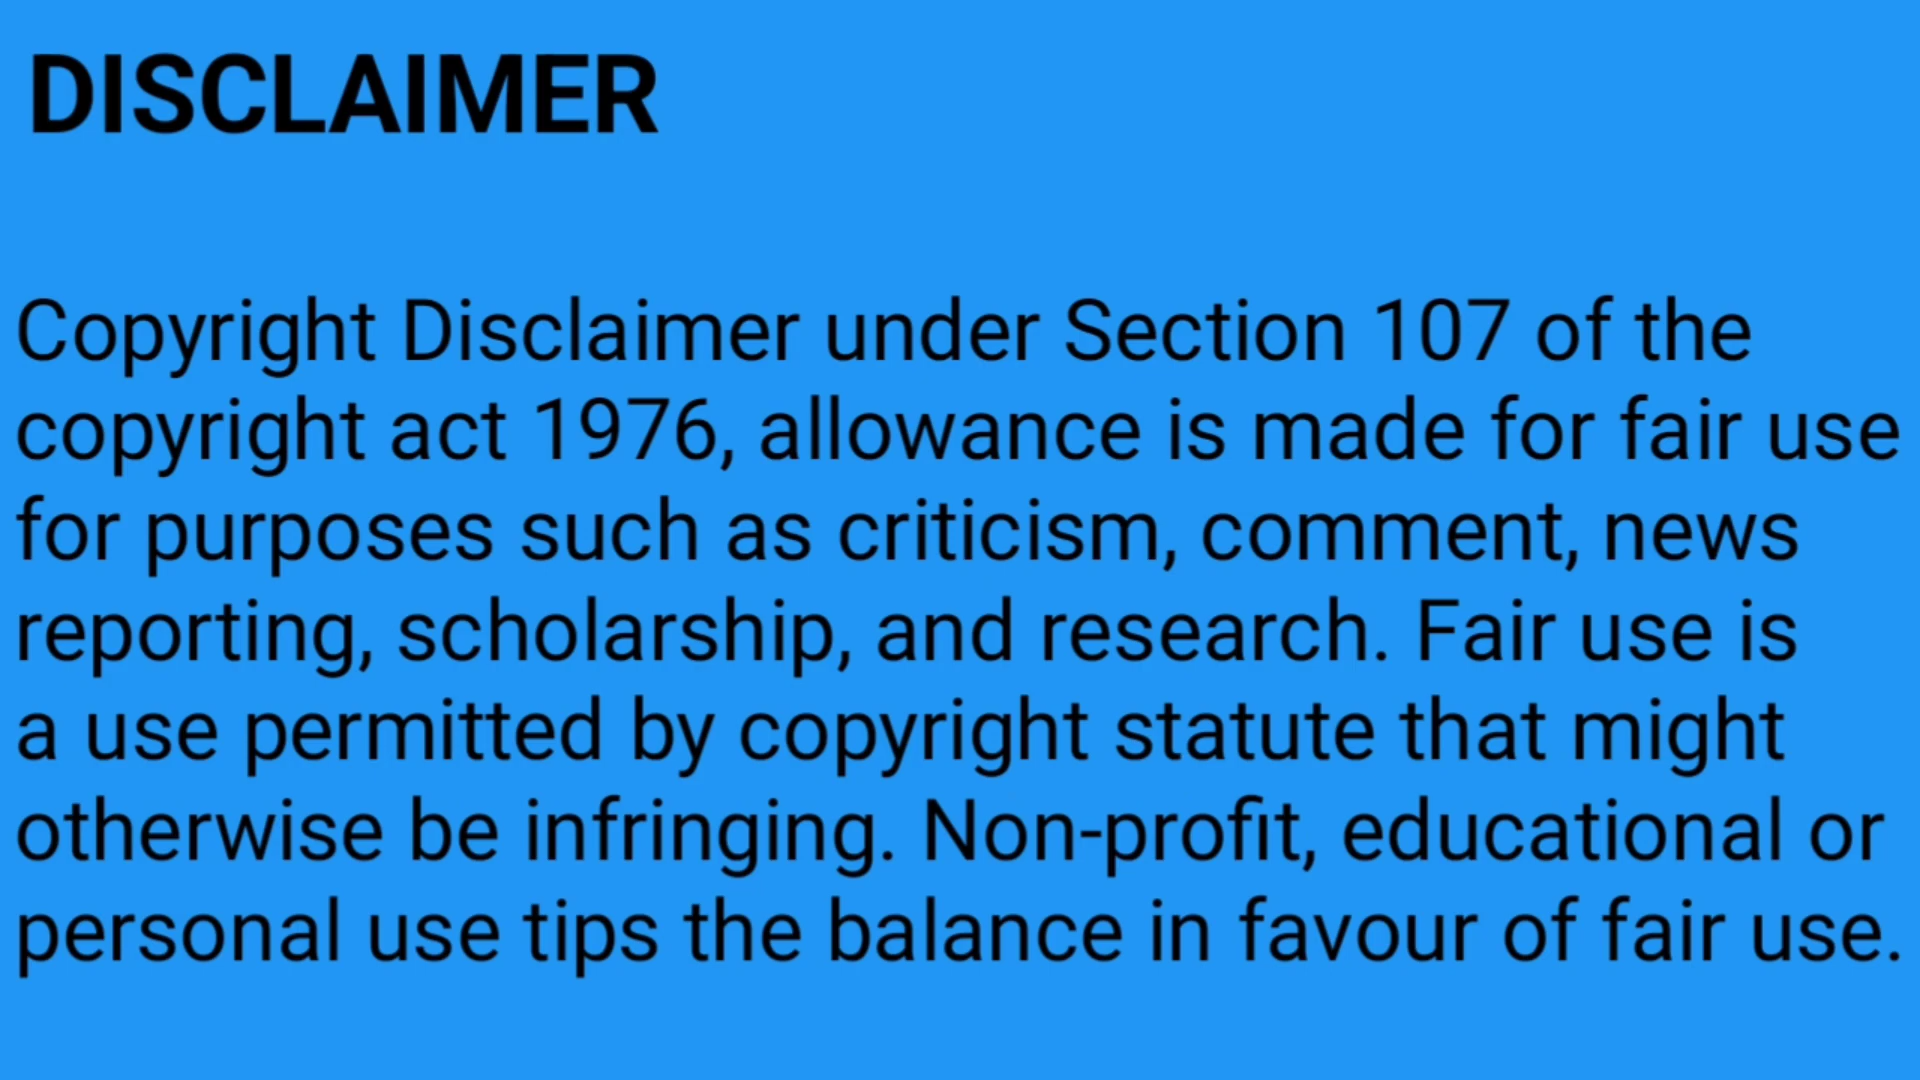 DISCLAIMER
Copyright Disclaimer under Section 107 of the
copyright act 1976, allowance is made for fair use
for purposes such as criticism, comment, news
reporting, scholarship, and research. Fair use is
a use permitted by copyright statute that might
otherwise be infringing. Non-profit, educational or
personal use tips the balance in favour of fair use.